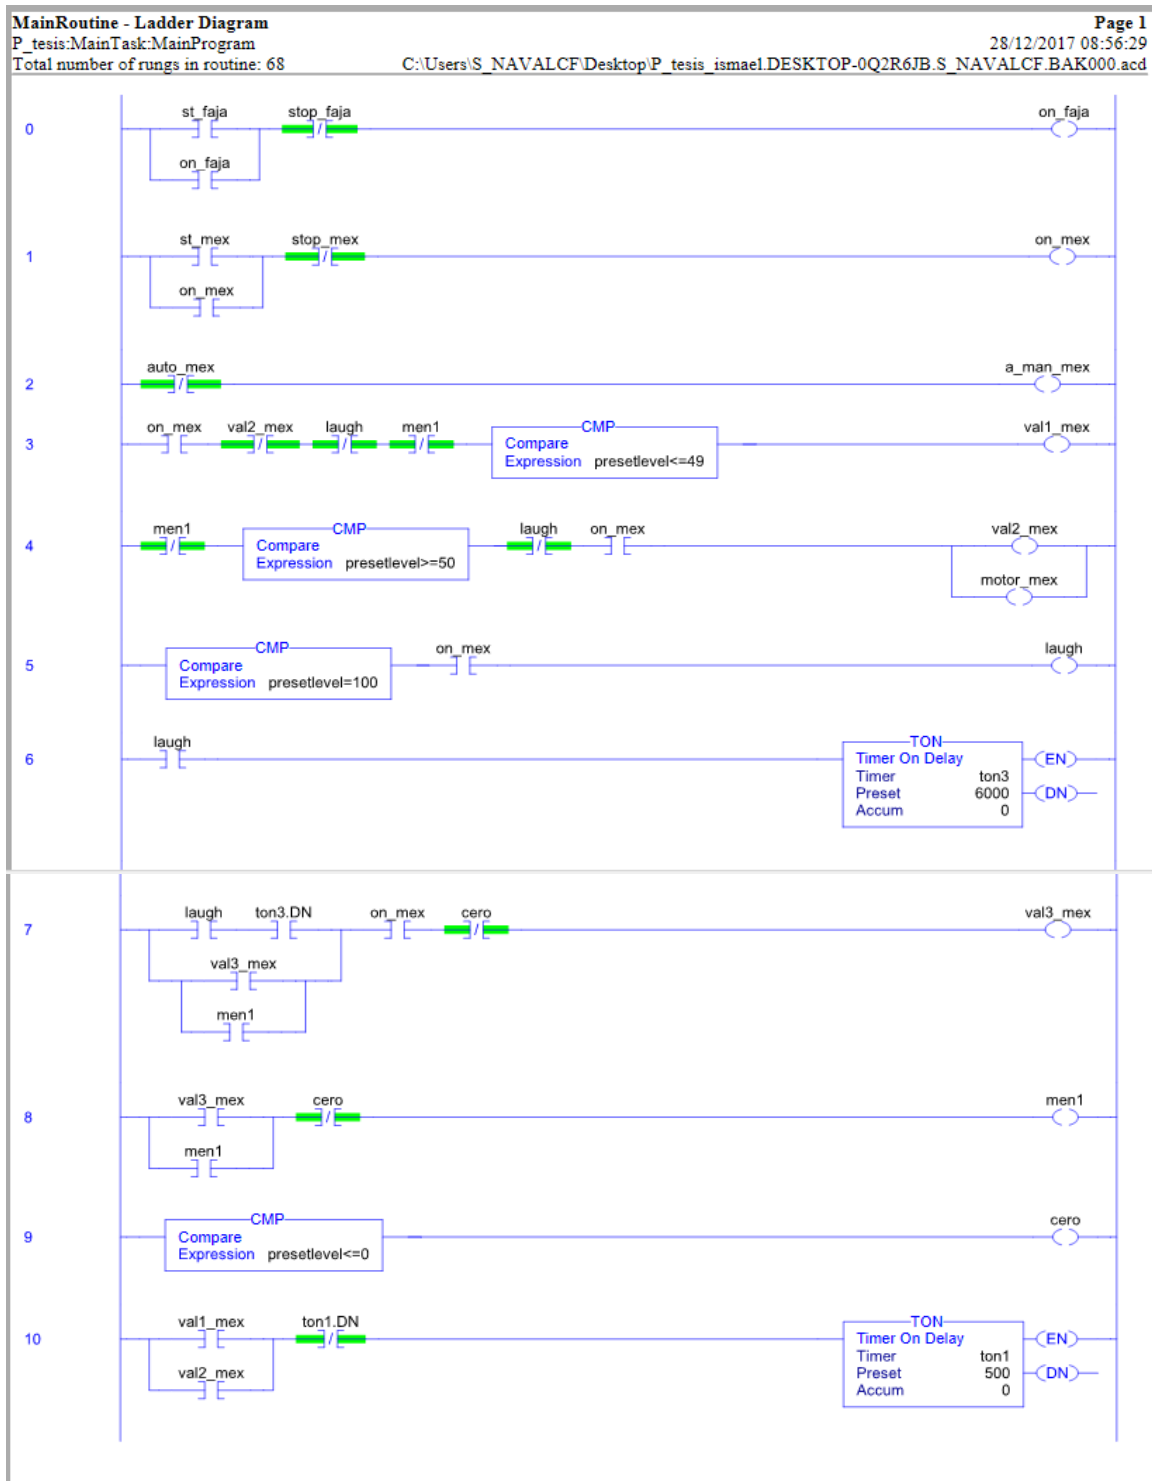 MainRoutine - Ladder Diagram Page 1
P_tesis:MainTask:MainProgram 28/12/2017 08:56:29
Total number of rungs in routine: 68 C:\Users\S_NAVALCF\Desktop\P_tesis_ismael.DESKTOP-0Q2R6JB.S_NAVALCF.BAK000.acd
st_faja stop_faja on_faja
0
on_faja
st_mex stop_mex on_mex
1
on_mex
auto_mex a_man_mex
2
on_mex val2_mex laugh men1 CMP val1_mex
3 Compare
Expression presetlevel<=49
men1 CMP laugh on_mex val2_mex
4 Compare
Expression presetlevel>=50
motor_mex
CMP on_mex laugh
5 Compare
Expression presetlevel=100
laugh TON
6 Timer On Delay EN
Timer ton3
Preset 6000 DN
Accum 0
laugh ton3.DN on_mex cero val3_mex
7
val3_mex
men1
val3_mex cero men1
8
men1
CMP cero
9 Compare
Expression presetlevel<=0
val1_mex ton1.DN TON
10 Timer On Delay EN
Timer ton1
val2_mex Preset 500 DN
Accum 0